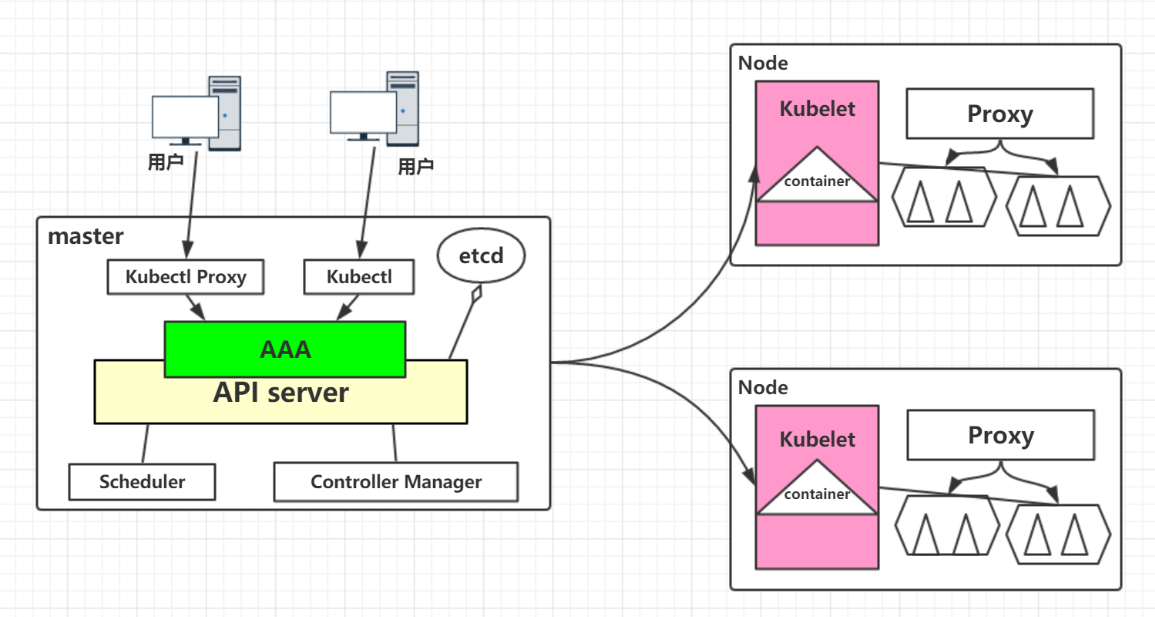 用户
用户
master
Kubectl Proxy
Kubectl
etcd
AAA
API server
Scheduler
Controller Manager
Node
Kubelet
container
Proxy
Node
Kubelet
container
Proxy